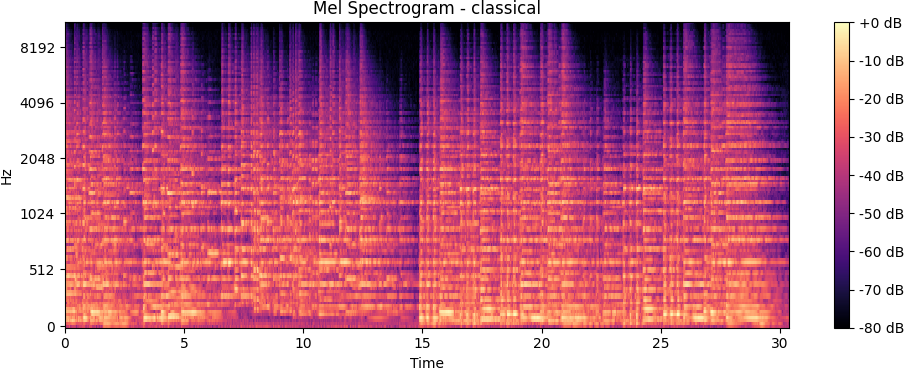 Mel Spectrogram - classical
Hz
8192
4096
2048
1024
512
0
0 5 10 15 20 25 30
Time
+0 dB
-10 dB
-20 dB
-30 dB
-40 dB
-50 dB
-60 dB
-70 dB
-80 dB